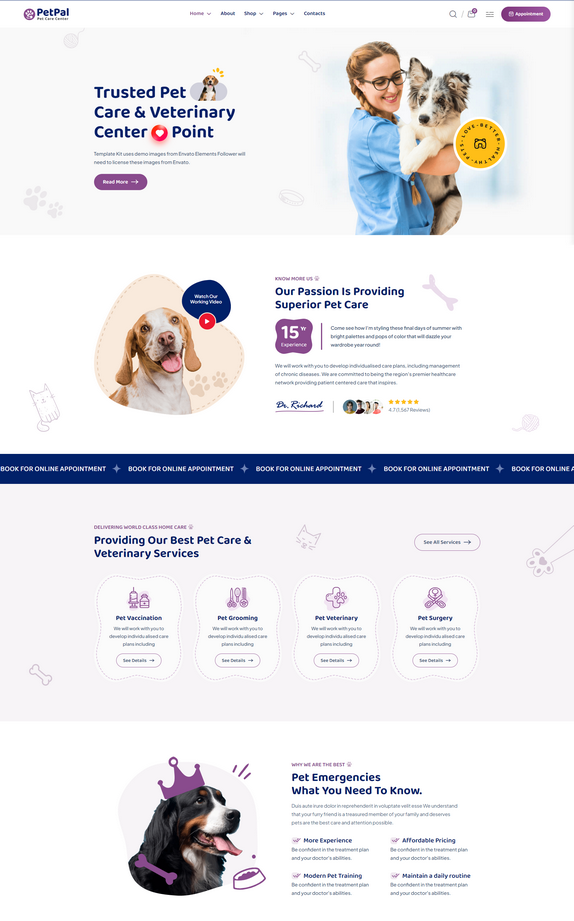 PetPal
Pet Care Center
Home
About
Shop
Pages
Contacts
0
Appointment
Trusted Pet
Care & Veterinary
Center Point
Template Kit uses demo images from Envato Elements Follower will
need to license these images from Envato.
Read More
PETS - LOVE - BETTER - HEALTHY -
Watch Our
Working Video
KNOW MORE US
Our Passion Is Providing
Superior Pet Care
15 Yr
Experience
Come see how I'm styling these final days of summer with
bright palettes and pops of color that will dazzle your
wardrobe year round!
We will work with you to develop individualised care plans, including management
of chronic diseases. We are committed to being the region's premier healthcare
network providing patient centered care that inspires.
Dr. Richard
4.7 (1,567 Reviews)
BOOK FOR ONLINE APPOINTMENT BOOK FOR ONLINE APPOINTMENT BOOK FOR ONLINE APPOINTMENT BOOK FOR ONLINE APPOINTMENT BOOK FOR ONLINE A
DELIVERING WORLD CLASS HOME CARE
Providing Our Best Pet Care &
Veterinary Services
See All Services
Pet Vaccination
We will work with you to
develop individu alised care
plans including
See Details
Pet Grooming
We will work with you to
develop individu alised care
plans including
See Details
Pet Veterinary
We will work with you to
develop individu alised care
plans including
See Details
Pet Surgery
We will work with you to
develop individu alised care
plans including
See Details
WHY WE ARE THE BEST
Pet Emergencies
What You Need To Know.
Duis aute irure dolor in reprehenderit in voluptate velit esse We understand
that your furry friend is a treasured member of your family and deserves
pets are the best care and attention possible.
More Experience
Be confident in the treatment plan
and your doctor's abilities.
Affordable Pricing
Be confident in the treatment plan
and your doctor's abilities.
Modern Pet Training
Be confident in the treatment plan
and your doctor's abilities.
Maintain a daily routine
Be confident in the treatment plan
and your doctor's abilities.